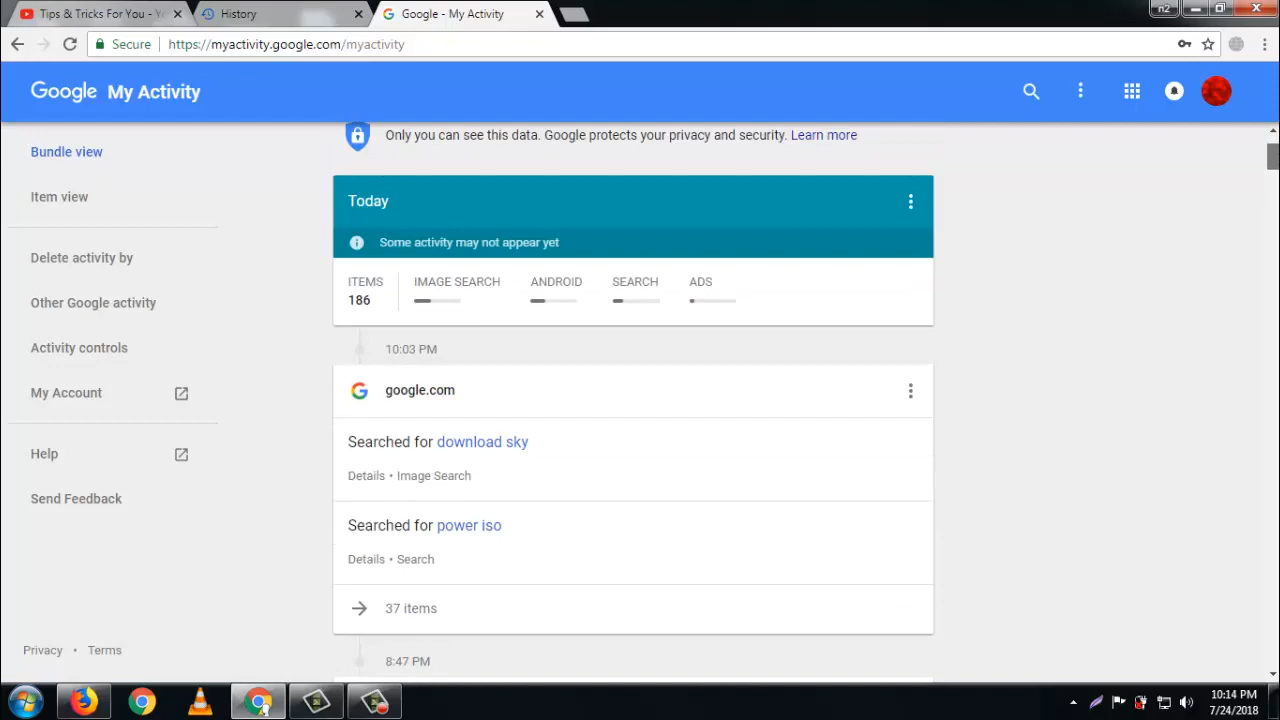 Tips & Tricks For You - Y
History
Google - My Activity
n2
Secure
https://myactivity.google.com/myactivity
Google My Activity
Only you can see this data. Google protects your privacy and security. Learn more
Bundle view
Item view
Delete activity by
Other Google activity
Activity controls
My Account
Help
Send Feedback
Privacy • Terms
Today
Some activity may not appear yet
ITEMS IMAGE SEARCH ANDROID SEARCH ADS
186
10:03 PM
google.com
Searched for download sky
Details • Image Search
Searched for power iso
Details • Search
37 items
8:47 PM
10:14 PM
7/24/2018